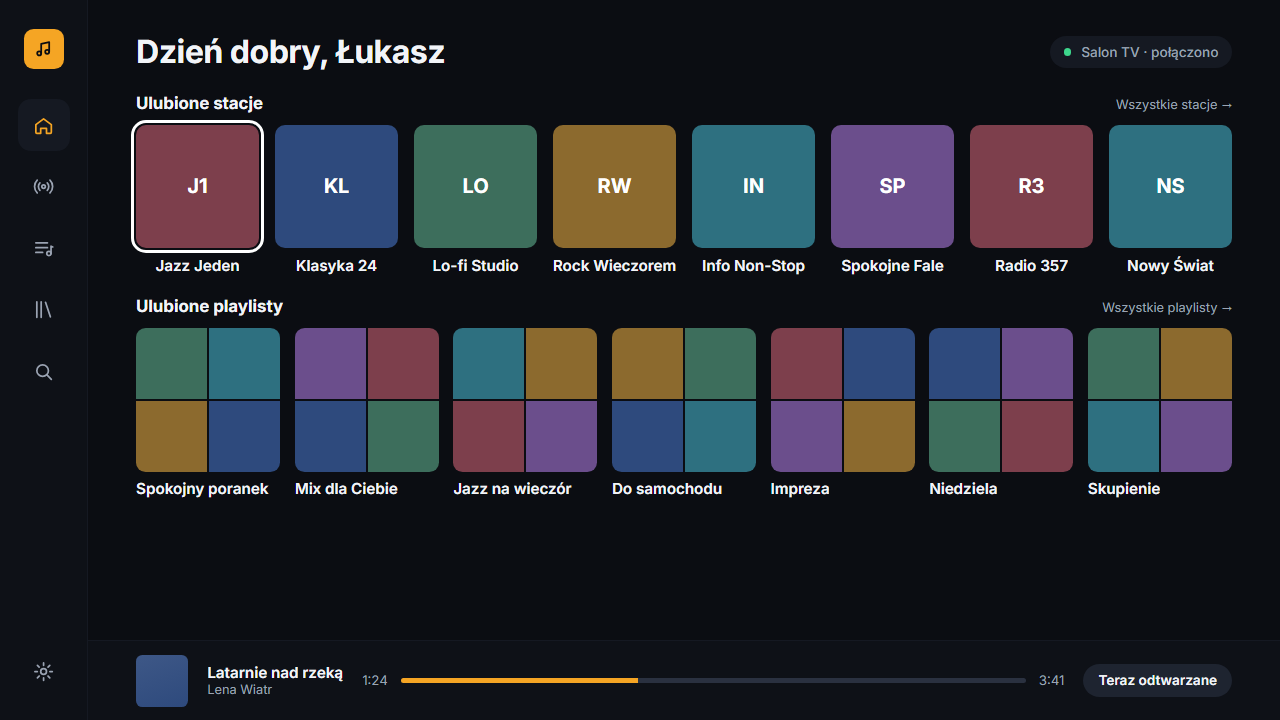 Dzień dobry, Łukasz
Salon TV · połączono
Ulubione stacje
Wszystkie stacje →
J1
KL
LO
RW
IN
SP
R3
NS
Jazz Jeden
Klasyka 24
Lo-fi Studio
Rock Wieczorem
Info Non-Stop
Spokojne Fale
Radio 357
Nowy Świat
Ulubione playlisty
Wszystkie playlisty →
Spokojny poranek
Mix dla Ciebie
Jazz na wieczór
Do samochodu
Impreza
Niedziela
Skupienie
Latarnie nad rzeką
Lena Wiatr
1:24
3:41
Teraz odtwarzane